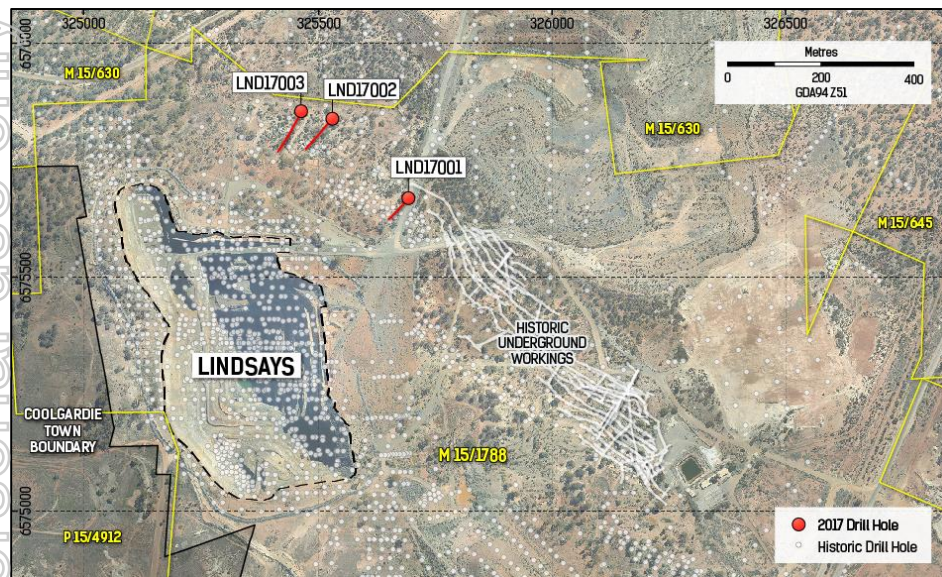 325000
325500
326000
326500
6570000
6575500
6575000
M 15/630
LND17003
LND17002
LND17001
Metres
0
200
400
GDA94 Z51
M 15/630
M 15/645
HISTORIC
UNDERGROUND
WORKINGS
LINDSAYS
COOLGARDIE
TOWN
BOUNDARY
M 15/1788
P 15/4912
2017 Drill Hole
Historic Drill Hole